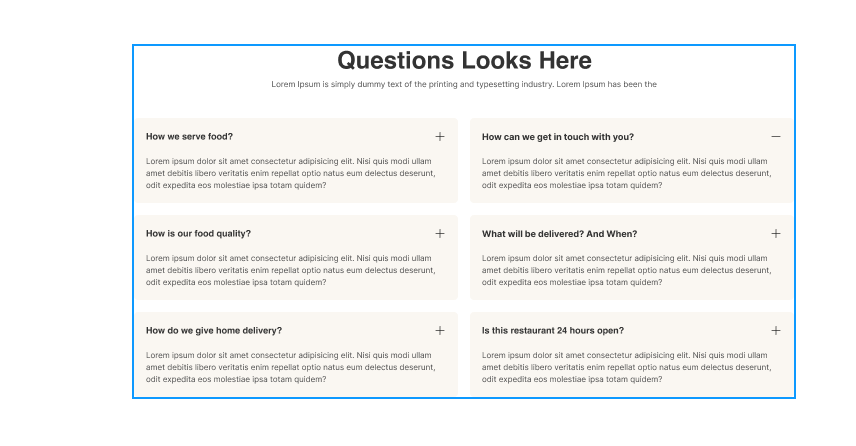 Questions Looks Here
Lorem Ipsum is simply dummy text of the printing and typesetting industry. Lorem Ipsum has been the
How we serve food?
Lorem ipsum dolor sit amet consectetur adipisicing elit. Nisi quis modi ullam
amet debitis libero veritatis enim repellat optio natus eum delectus deserunt,
odit expedita eos molestiae ipsa totam quidem?
How can we get in touch with you?
Lorem ipsum dolor sit amet consectetur adipisicing elit. Nisi quis modi ullam
amet debitis libero veritatis enim repellat optio natus eum delectus deserunt,
odit expedita eos molestiae ipsa totam quidem?
How is our food quality?
Lorem ipsum dolor sit amet consectetur adipisicing elit. Nisi quis modi ullam
amet debitis libero veritatis enim repellat optio natus eum delectus deserunt,
odit expedita eos molestiae ipsa totam quidem?
What will be delivered? And When?
Lorem ipsum dolor sit amet consectetur adipisicing elit. Nisi quis modi ullam
amet debitis libero veritatis enim repellat optio natus eum delectus deserunt,
odit expedita eos molestiae ipsa totam quidem?
How do we give home delivery?
Lorem ipsum dolor sit amet consectetur adipisicing elit. Nisi quis modi ullam
amet debitis libero veritatis enim repellat optio natus eum delectus deserunt,
odit expedita eos molestiae ipsa totam quidem?
Is this restaurant 24 hours open?
Lorem ipsum dolor sit amet consectetur adipisicing elit. Nisi quis modi ullam
amet debitis libero veritatis enim repellat optio natus eum delectus deserunt,
odit expedita eos molestiae ipsa totam quidem?